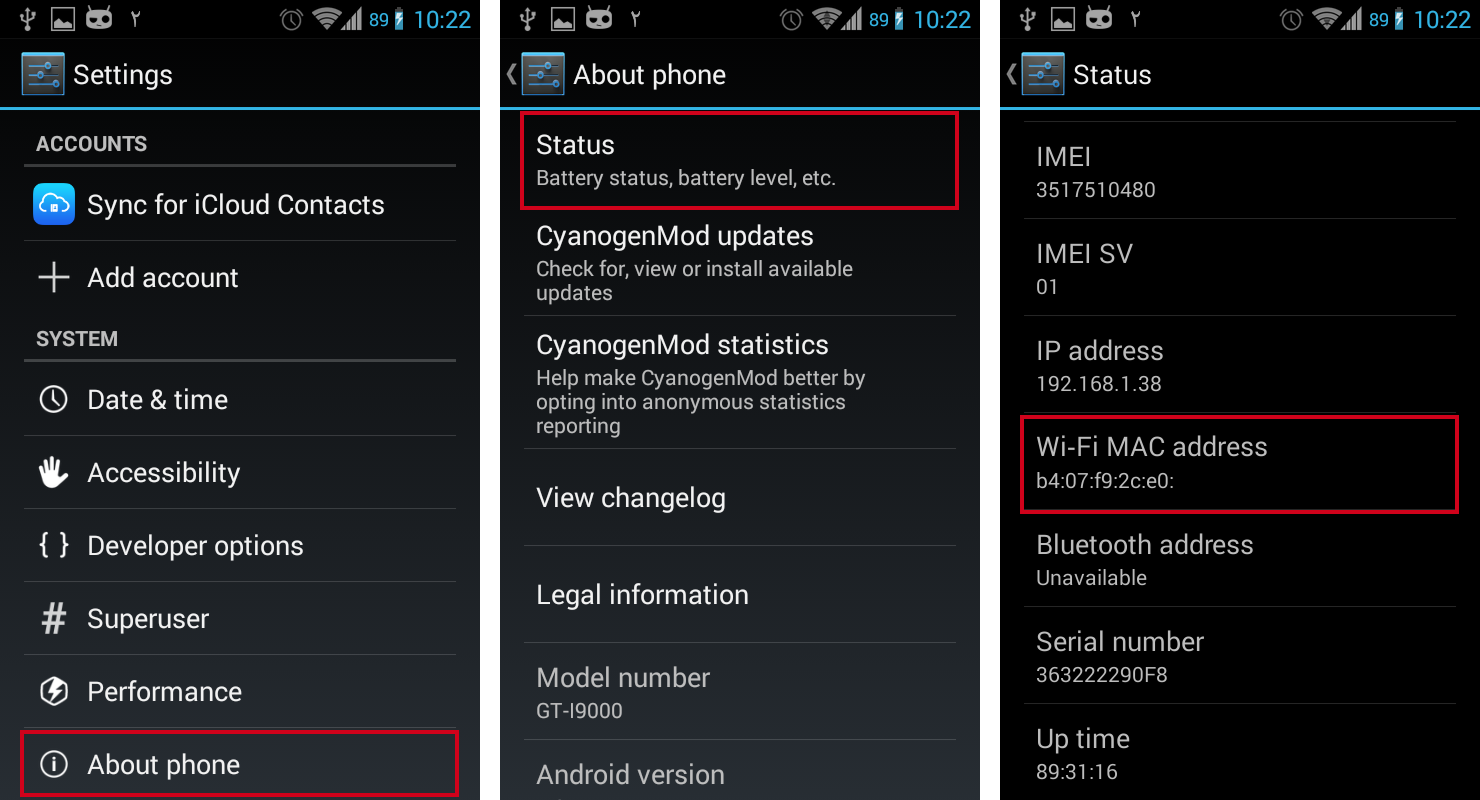 ٢ 89 10:22
Settings
ACCOUNTS
Sync for iCloud Contacts
Add account
SYSTEM
Date & time
Accessibility
{ } Developer options
# Superuser
Performance
About phone
٢ 89 10:22
About phone
Status
Battery status, battery level, etc.
CyanogenMod updates
Check for, view or install available
updates
CyanogenMod statistics
Help make CyanogenMod better by
opting into anonymous statistics
reporting
View changelog
Legal information
Model number
GT-I9000
Android version
٢ 89 10:22
Status
IMEI
3517510480
IMEI SV
01
IP address
192.168.1.38
Wi-Fi MAC address
b4:07:f9:2c:e0:
Bluetooth address
Unavailable
Serial number
363222290F8
Up time
89:31:16